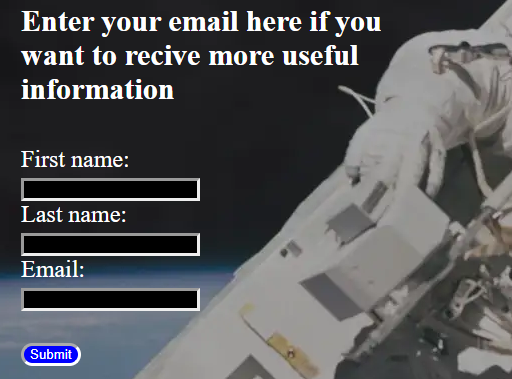 Enter your email here if you
want to recive more useful
information
First name:
Last name:
Email:
Submit